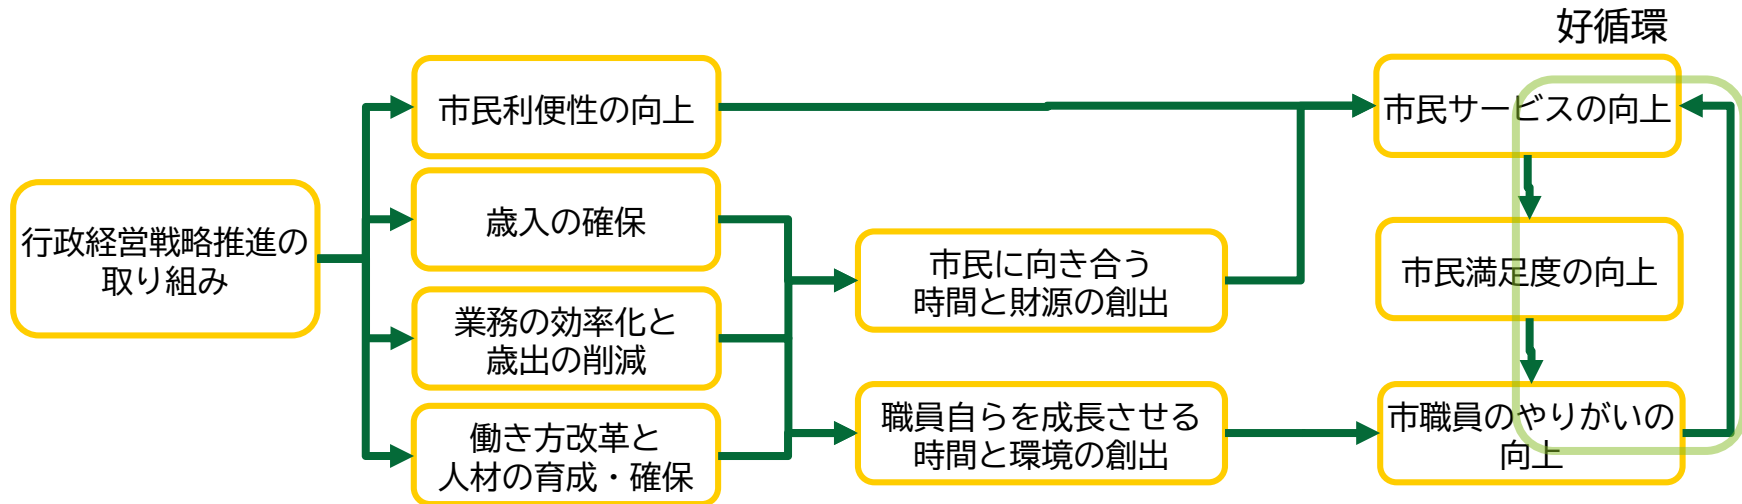 好循環
市民利便性の向上
市民サービスの向上
歳入の確保
行政経営戦略推進の
取り組み
市民に向き合う
時間と財源の創出
市民満足度の向上
業務の効率化と
歳出の削減
職員自らを成長させる
時間と環境の創出
市職員のやりがいの
向上
働き方改革と
人材の育成・確保